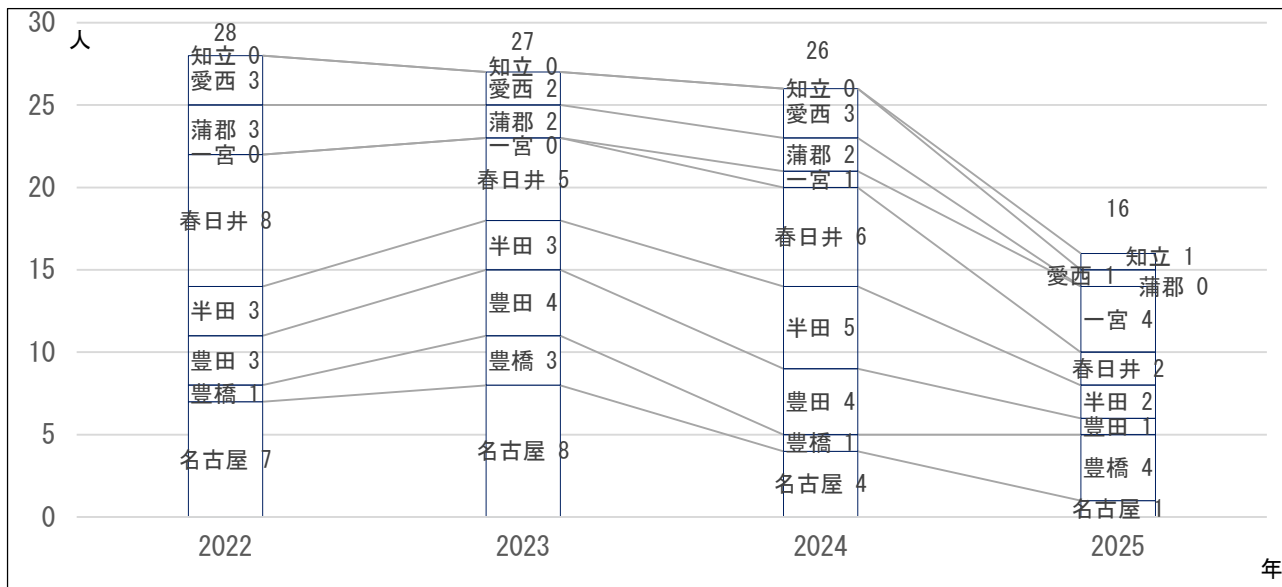 人
30
25
20
15
10
5
0
28
知立 0
愛西 3
蒲郡 3
一宮 0
春日井 8
半田 3
豊田 3
豊橋 1
名古屋 7
2022
27
知立 0
愛西 2
蒲郡 2
一宮 0
春日井 5
半田 3
豊田 4
豊橋 3
名古屋 8
2023
26
知立 0
愛西 3
蒲郡 2
一宮 1
春日井 6
半田 5
豊田 4
豊橋 1
名古屋 4
2024
16
知立 1
愛西 1
蒲郡 0
一宮 4
春日井 2
半田 2
豊田 1
豊橋 4
名古屋 1
2025
年